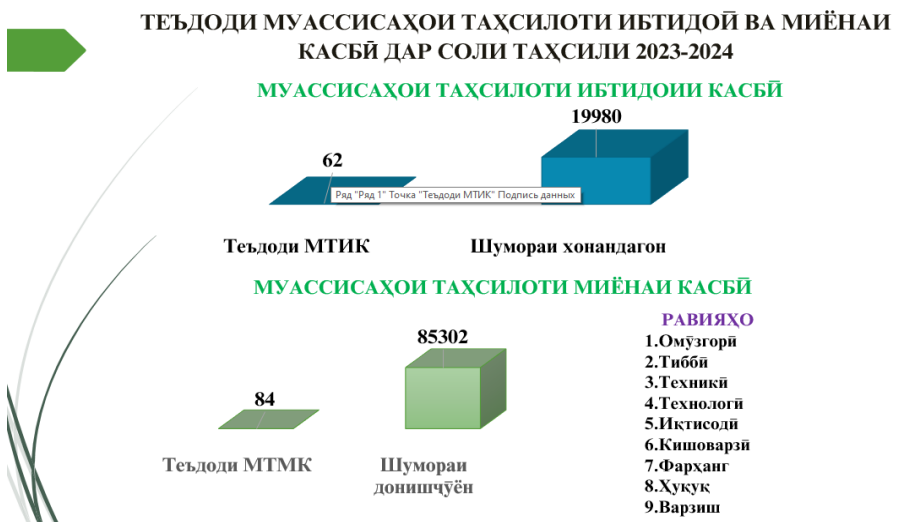 ТЕЪДОДИ МУАССИСАҲОИ ТАҲСИЛОТИ ИБТИДОӢ ВА МИЁНАИ
КАСБӢ ДАР СОЛИ ТАҲСИЛИ 2023-2024
МУАССИСАҲОИ ТАҲСИЛОТИ ИБТИДОИИ КАСБӢ
19980
62
Ряд "Ряд 1" Точка "Теъдоди МТИК" Подпись данных
Теъдоди МТИК
Шумораи хонандагон
МУАССИСАҲОИ ТАҲСИЛОТИ МИЁНАИ КАСБӢ
85302
84
Теъдоди МТМК
Шумораи
донишҷӯён
РАВИЯҲО
1.Омӯзгорӣ
2.Тиббӣ
3.Техникӣ
4.Технологӣ
5.Иқтисодӣ
6.Кишоварзӣ
7.Фарҳанг
8.Ҳуқуқ
9.Варзиш